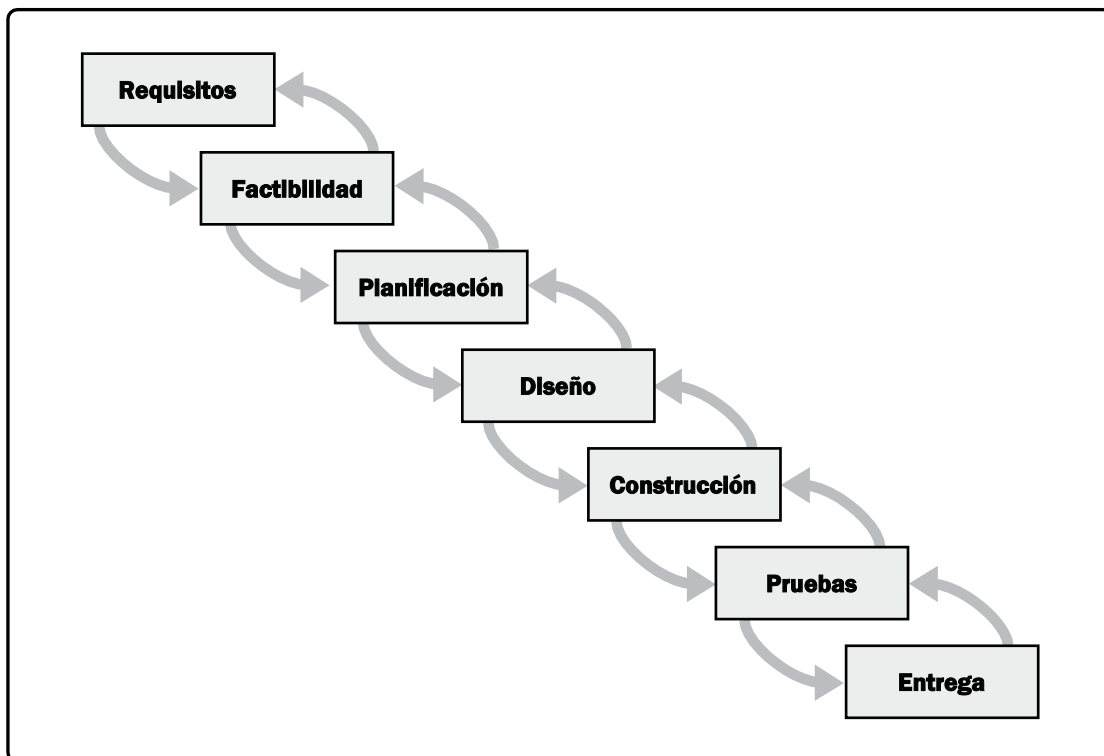 Requisitos
Factibilidad
Planificación
Diseño
Construcción
Pruebas
Entrega